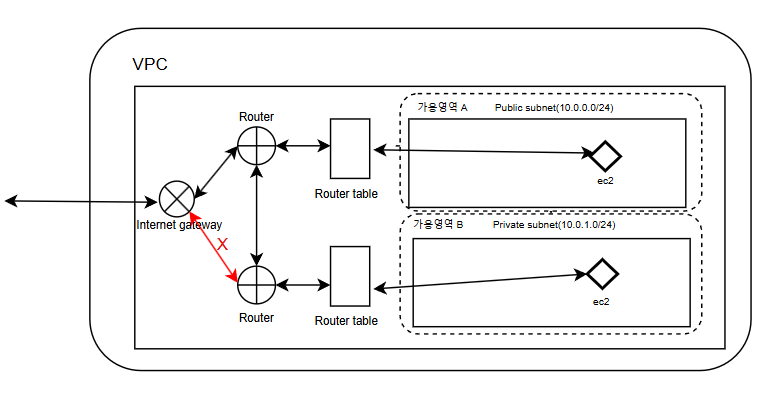 VPC
가용영역 A
Public subnet(10.0.0.0/24)
Router
Router table
ec2
Internet gateway
X
가용영역 B
Private subnet(10.0.1.0/24)
Router
Router table
ec2